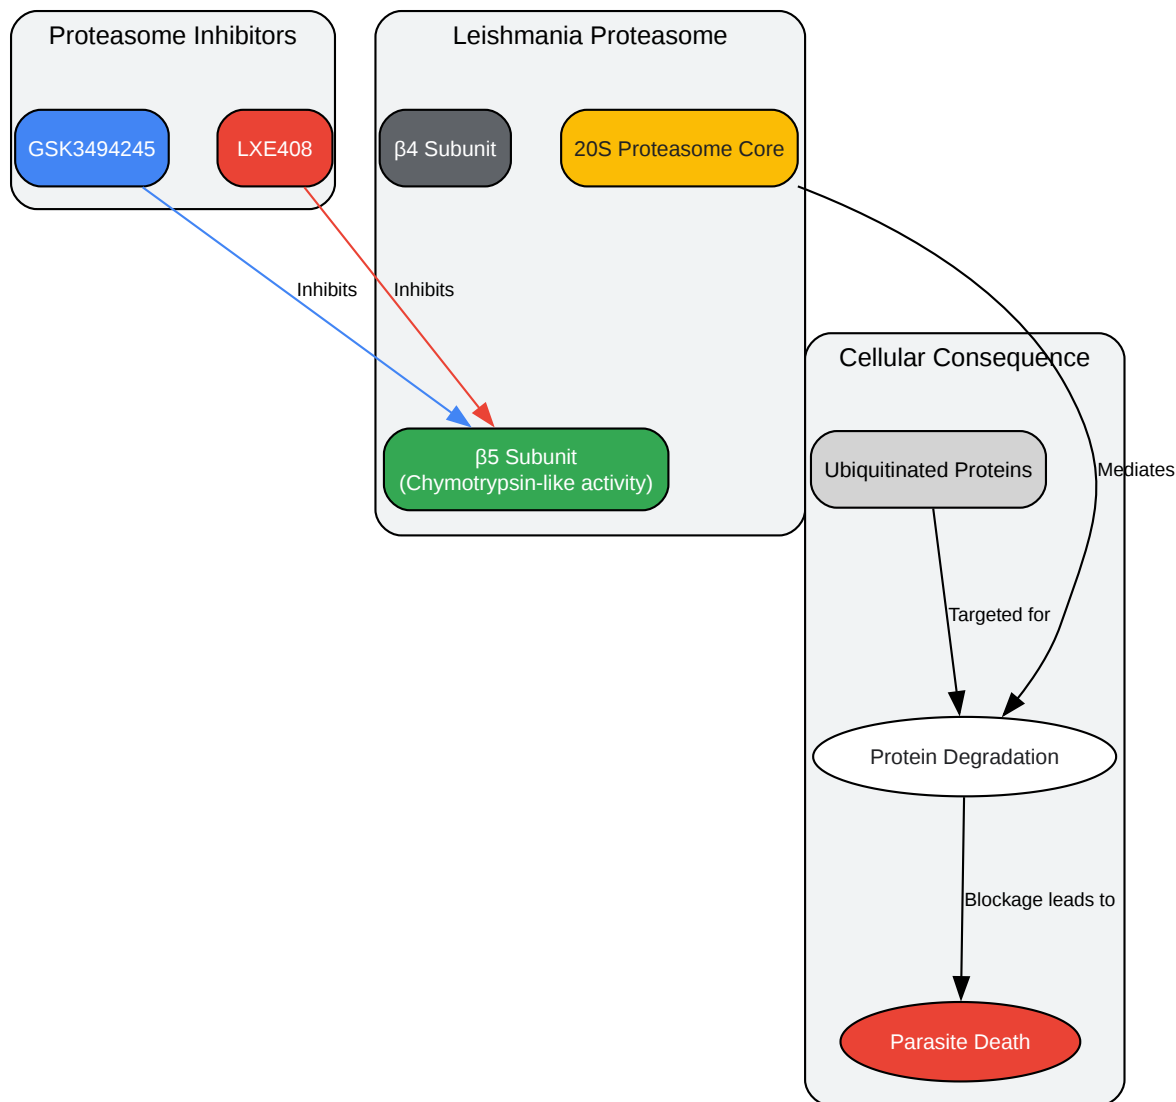 Proteasome Inhibitors
Leishmania Proteasome
GSK3494245
LXE408
β4 Subunit
20S Proteasome Core
Inhibits
Inhibits
Cellular Consequence
β5 Subunit
(Chymotrypsin-like activity)
Ubiquitinated Proteins
Mediates
Targeted for
Protein Degradation
Blockage leads to
Parasite Death